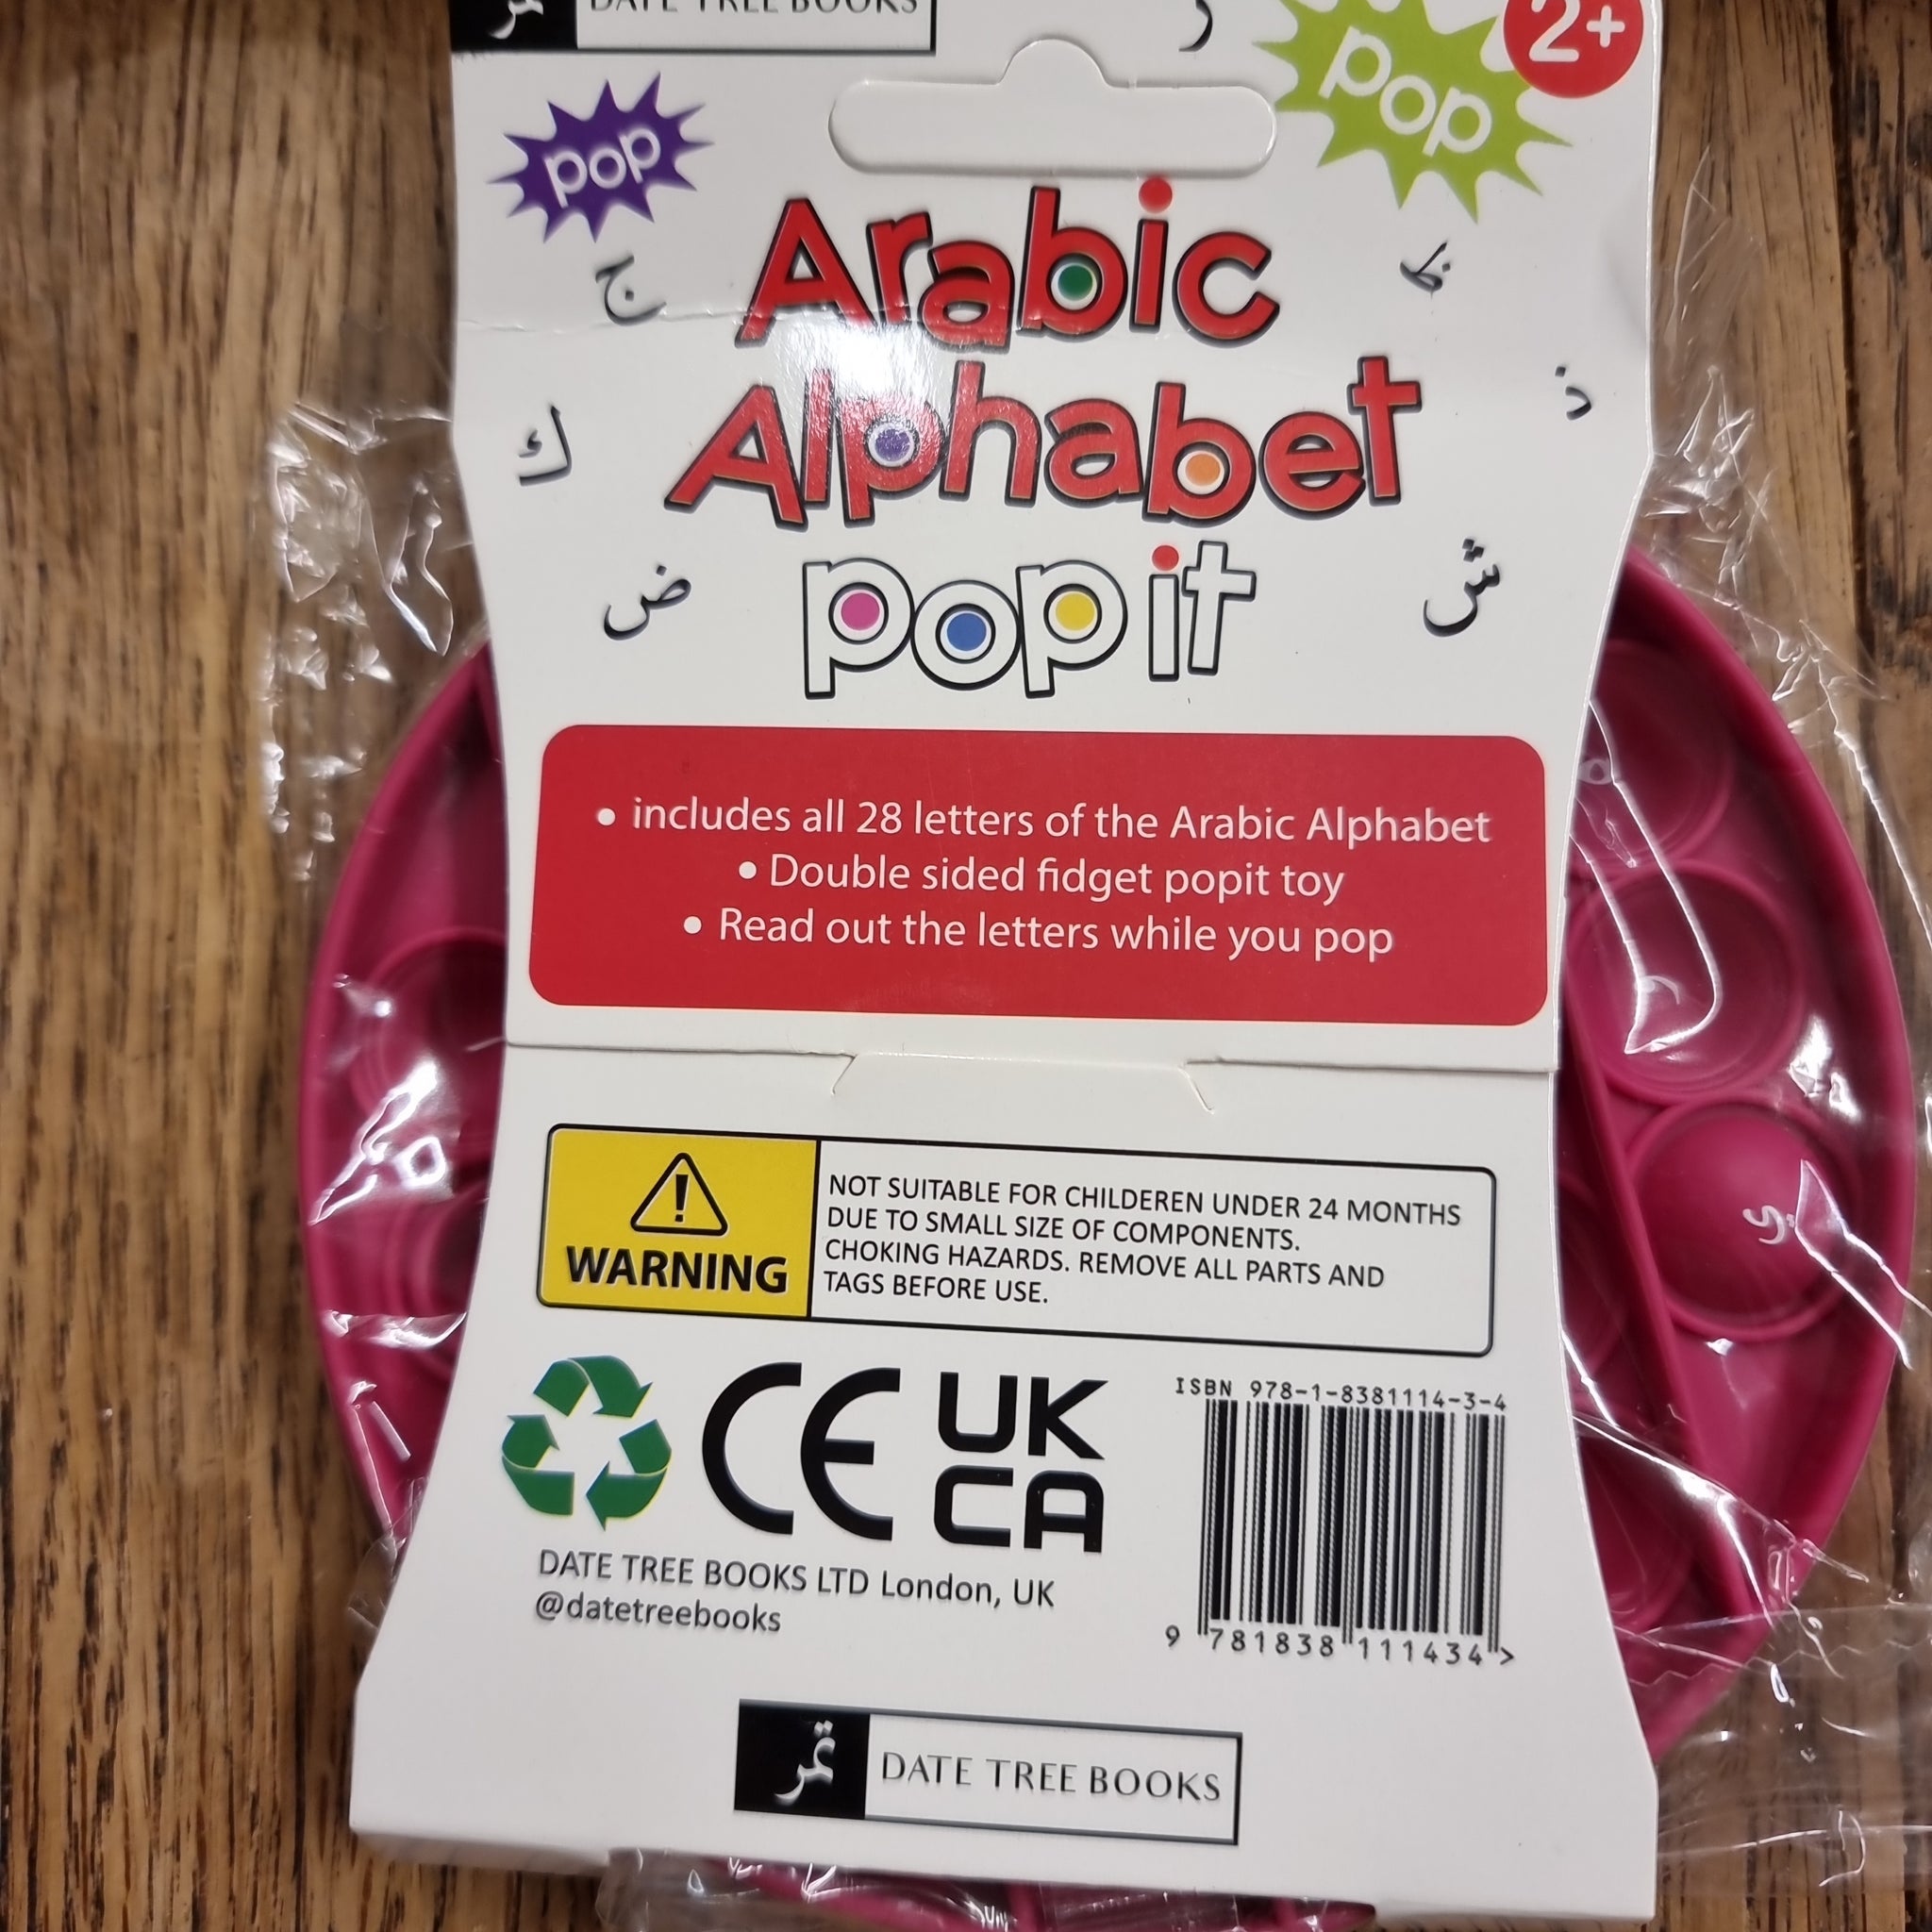 DATE TREE BOOKS
2+
pop
pop
ر
ج
Arabic
ظ
Alphabet
ذ
ك
pop it
ض
ش
• includes all 28 letters of the Arabic Alphabet
• Double sided fidget popit toy
• Read out the letters while you pop
WARNING
NOT SUITABLE FOR CHILDEREN UNDER 24 MONTHS
DUE TO SMALL SIZE OF COMPONENTS.
CHOKING HAZARDS. REMOVE ALL PARTS AND
TAGS BEFORE USE.
ي
CE
UK
CA
ISBN 978-1-8381114-3-4
9 781838 111434 >
DATE TREE BOOKS LTD London, UK
@datetreebooks
DATE TREE BOOKS